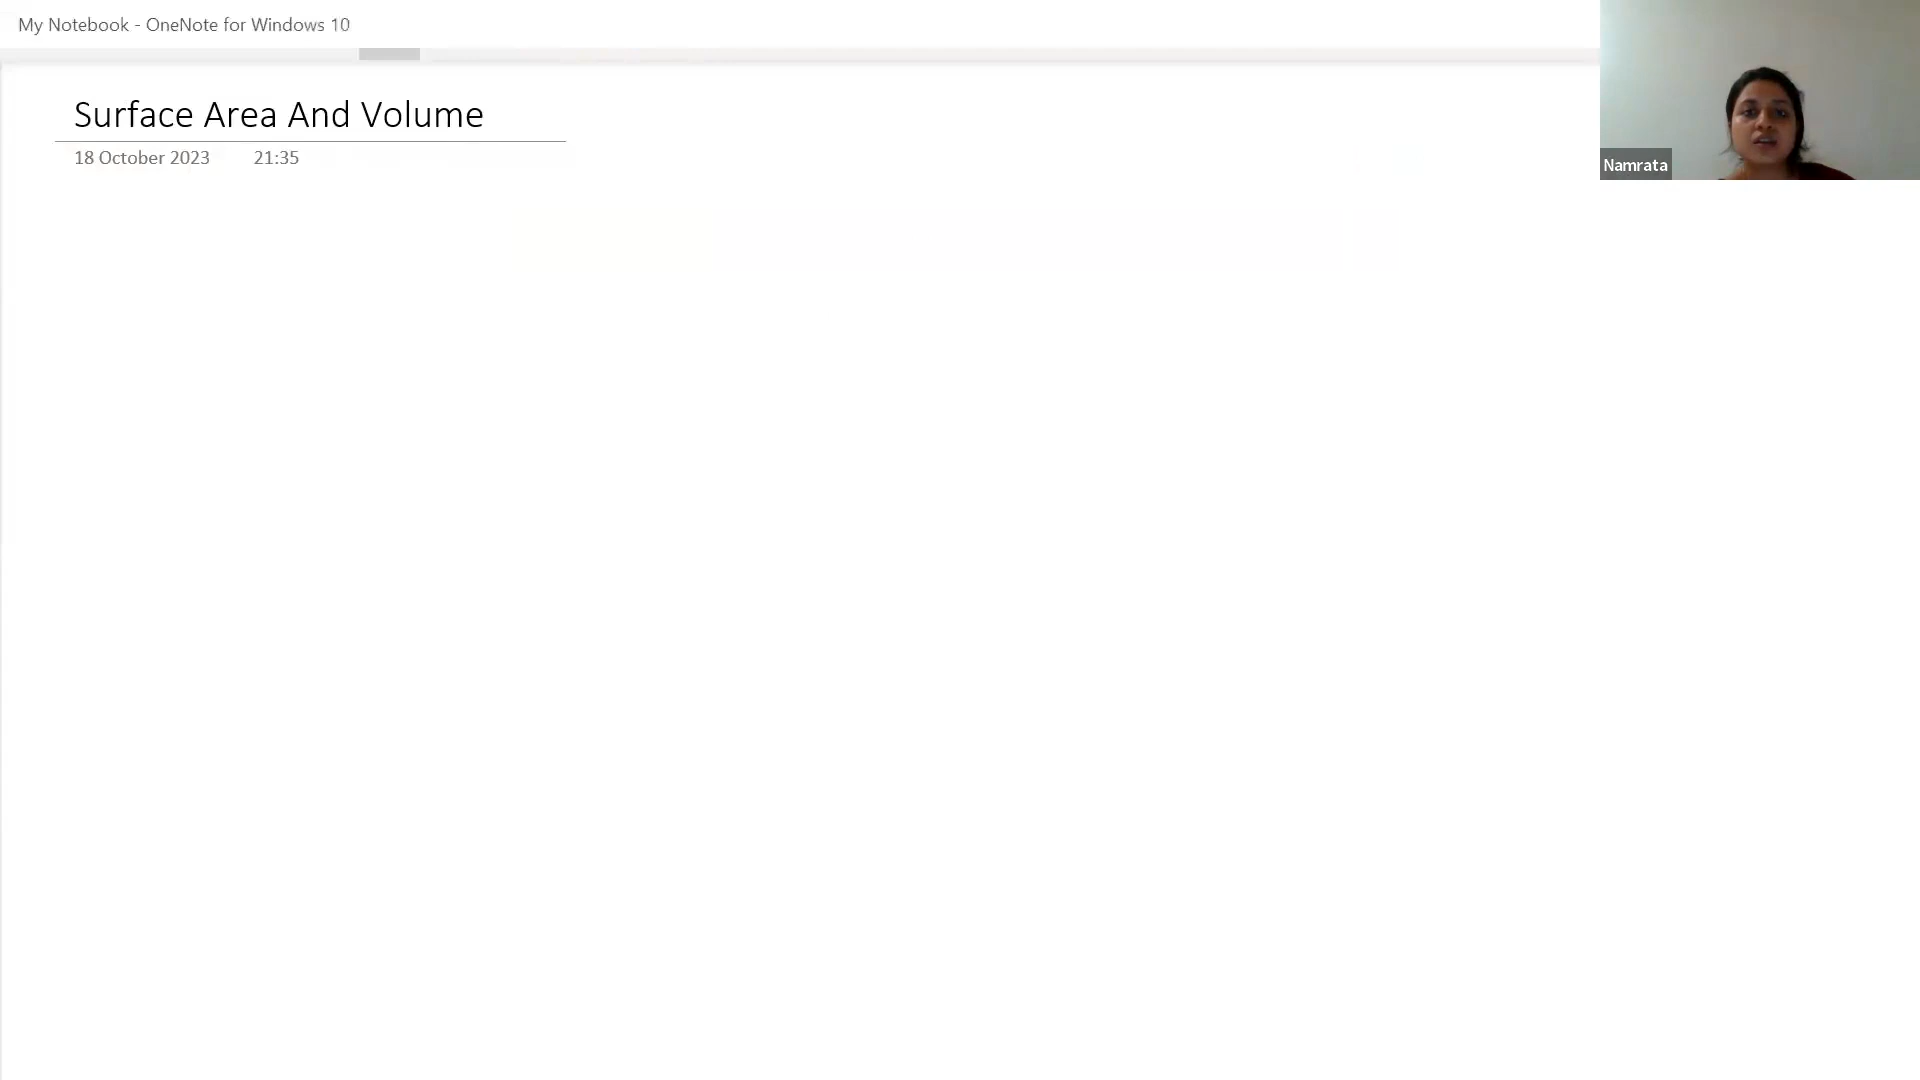 My Notebook - OneNote for Windows 10
Surface Area And Volume
18 October 2023 21:35
Namrata